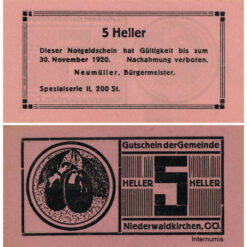 5 Heller
Dieser Notgeldschein hat Gültigkeit bis zum
30. November 1920. Nachahmung verboten.
Neumüller, Bürgermeister.
Spezialserie II, 200 St.
Gutschein der Gemeinde
HELLER 5 HELLER
Niederwaldkirchen, OÖ.
Internumis